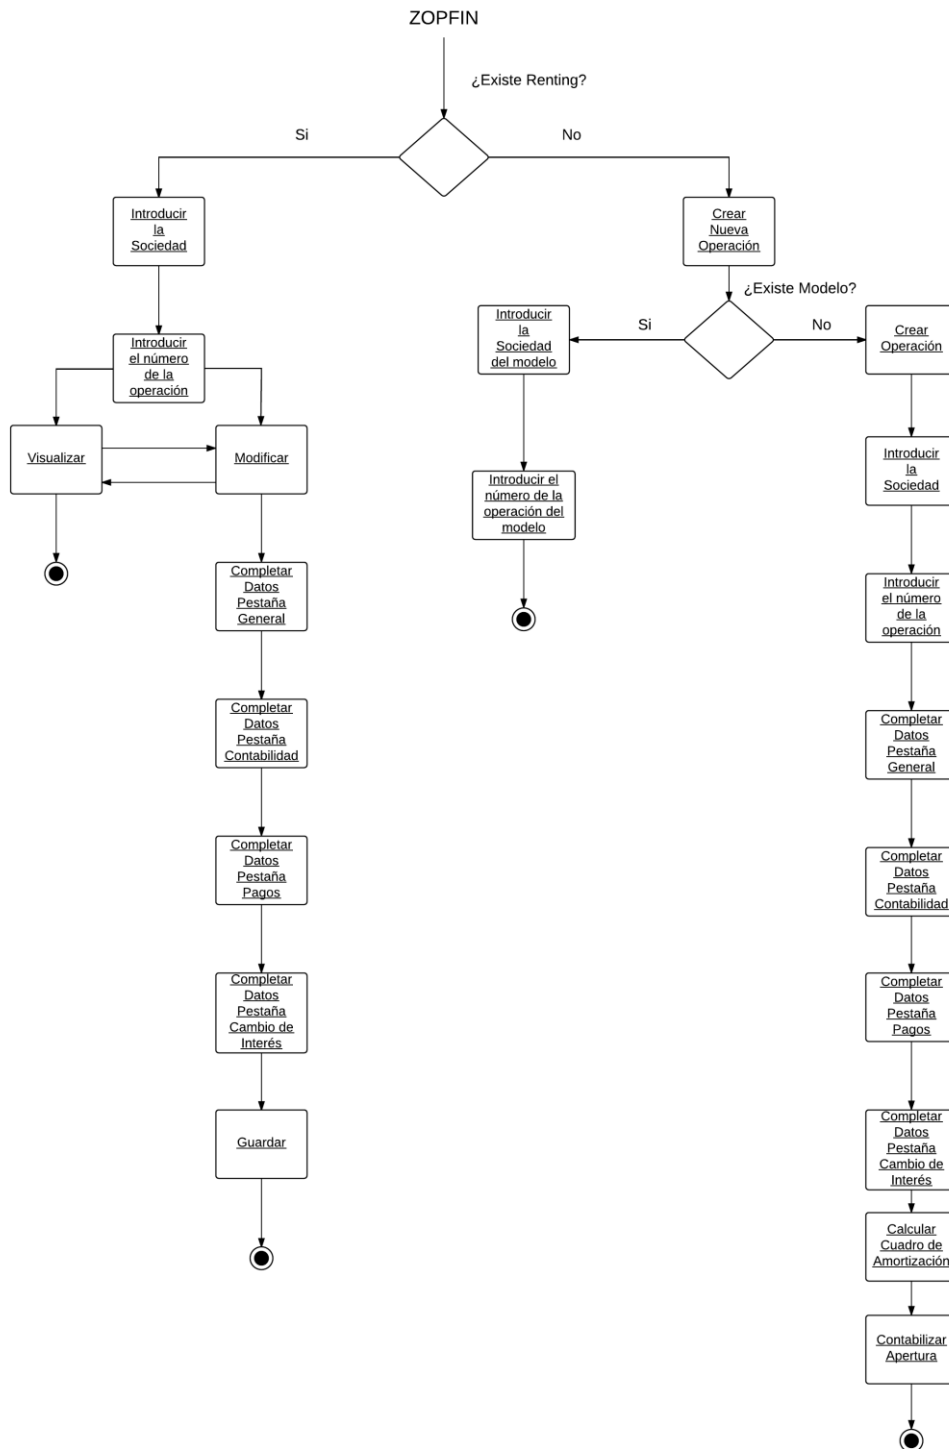 ZOPFIN
¿Existe Renting?
Si
No
Introducir
la
Sociedad
Crear
Nueva
Operación
¿Existe Modelo?
Si
No
Introducir
la
Sociedad
del modelo
Crear
Operación
Introducir
el número
de la
operación
Visualizar
Modificar
Introducir
la
Sociedad
Introducir el
número de la
operación del
modelo
Completar
Datos
Pestaña
General
Introducir
el número
de la
operación
Completar
Datos
Pestaña
Contabilidad
Completar
Datos
Pestaña
General
Completar
Datos
Pestaña
Pagos
Completar
Datos
Pestaña
Contabilidad
Completar
Datos
Pestaña
Cambio de
Interés
Completar
Datos
Pestaña
Pagos
Guardar
Completar
Datos
Pestaña
Cambio de
Interés
Calcular
Cuadro de
Amortización
Contabilizar
Apertura